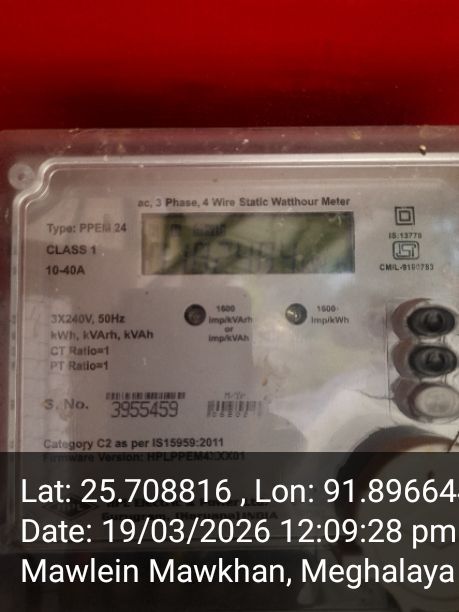 ac, 3 Phase, 4 Wire Static Watthour Meter
Type: PPEM 24
CLASS 1
10-40A
IS:13779
3X240V, 50Hz
kWh, kVArh, kVAh
CT Ratio=1
PT Ratio=1
1600
imp/kVArh
or
imp/kVAh
1600
imp/kWh
S. No.
3955459
Category C2 as per IS15959:2011
Firmware Version:
Lat: 25.708816 , Lon: 91.89664
Date: 19/03/2026 12:09:28 pm
Mawlein Mawkhan, Meghalaya